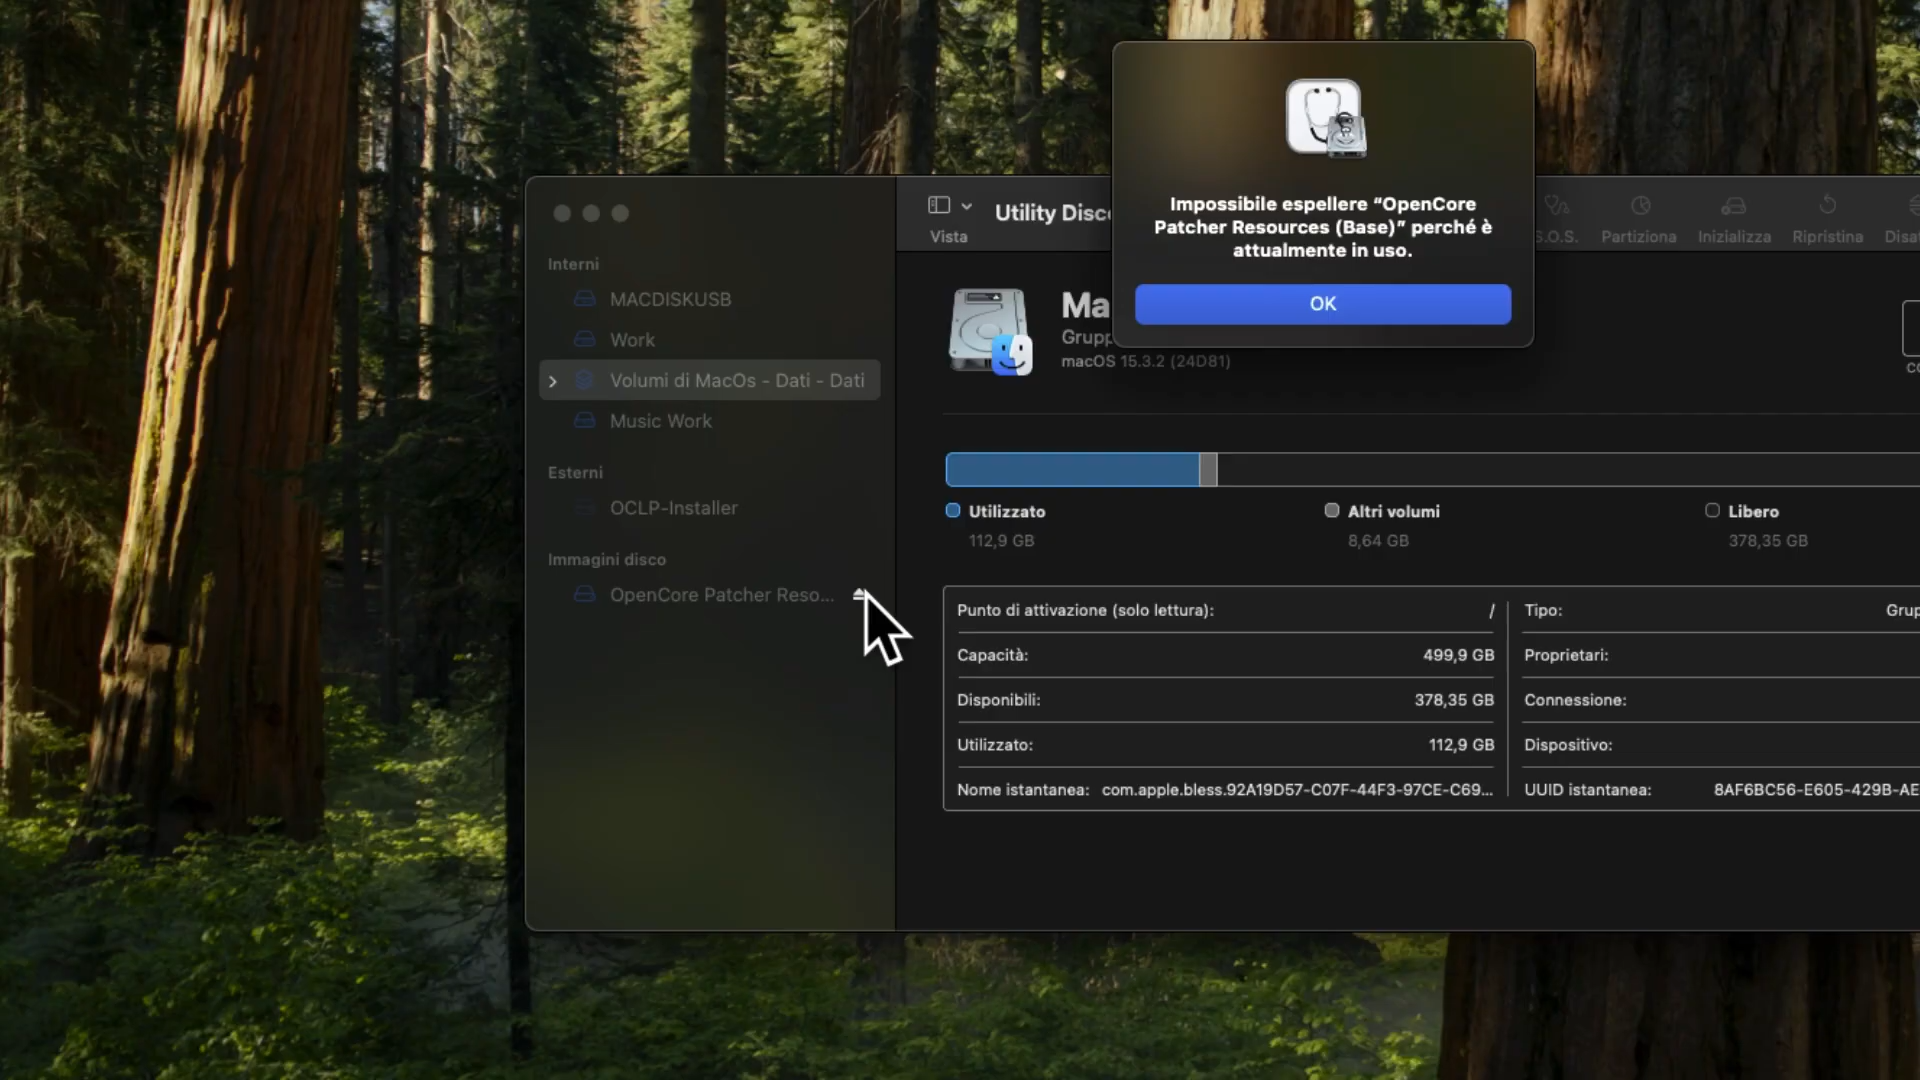 Impossibile espellere “OpenCore
Patcher Resources (Base)” perché è
attualmente in uso.
OK
Vista
Utility Disco
S.O.S.
Partiziona
Inizializza
Ripristina
Interni
MACDISKUSB
Work
Volumi di MacOs - Dati - Dati
Music Work
Esterni
OCLP-Installer
Immagini disco
OpenCore Patcher Reso...
Ma
Grupp
macOS 15.3.2 (24D81)
Utilizzato
112,9 GB
Altri volumi
8,64 GB
Libero
378,35 GB
Punto di attivazione (solo lettura): /
Capacità: 499,9 GB
Disponibili: 378,35 GB
Utilizzato: 112,9 GB
Nome istantanea: com.apple.bless.92A19D57-C07F-44F3-97CE-C69...
Tipo: Grup
Proprietari:
Connessione:
Dispositivo:
UUID istantanea: 8AF6BC56-E605-429B-AE